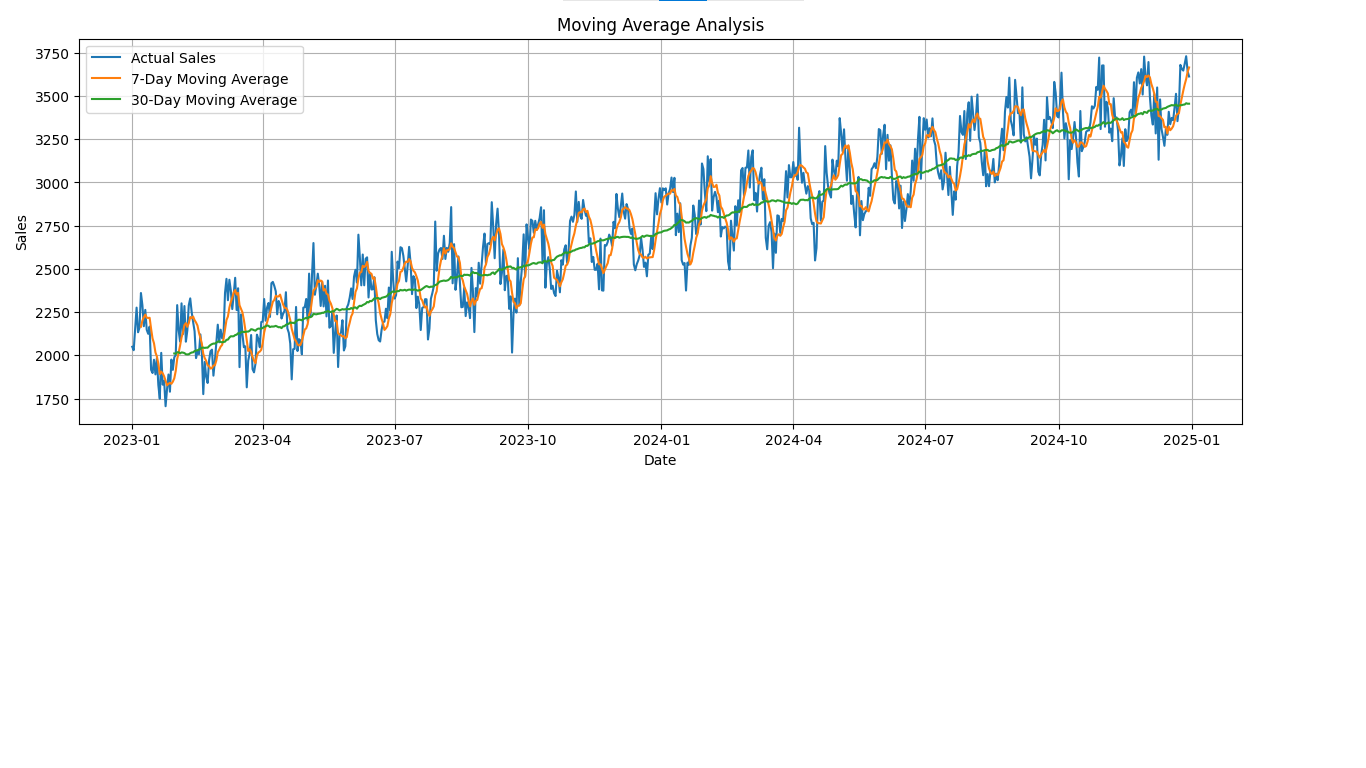 Moving Average Analysis
Actual Sales
7-Day Moving Average
30-Day Moving Average
Sales
3750
3500
3250
3000
2750
2500
2250
2000
1750
2023-01 2023-04 2023-07 2023-10 2024-01 2024-04 2024-07 2024-10 2025-01
Date